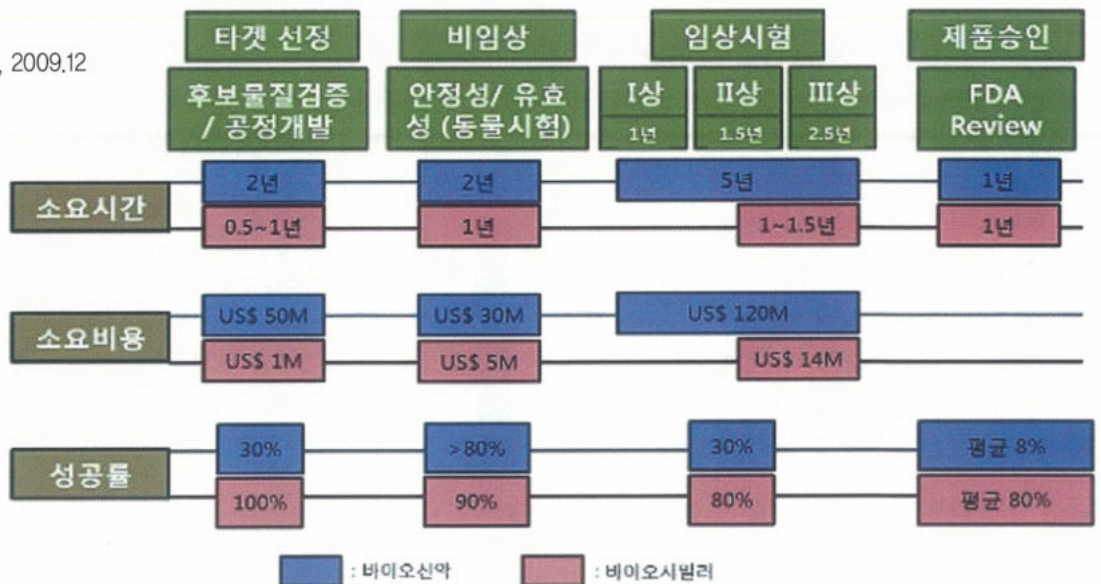 , 2009.12
타겟 선정
비임상
임상시험
제품승인
후보물질검증
/ 공정개발
안정성/ 유효
성 (동물시험)
I상
II상
III상
1년
1.5년
2.5년
FDA
Review
소요시간
2년
2년
5년
1년
0.5~1년
1년
1~1.5년
1년
소요비용
US$ 50M
US$ 30M
US$ 120M
US$ 1M
US$ 5M
US$ 14M
성공률
30%
>80%
30%
평균 8%
100%
90%
80%
평균 80%
: 바이오신약
: 바이오시밀러